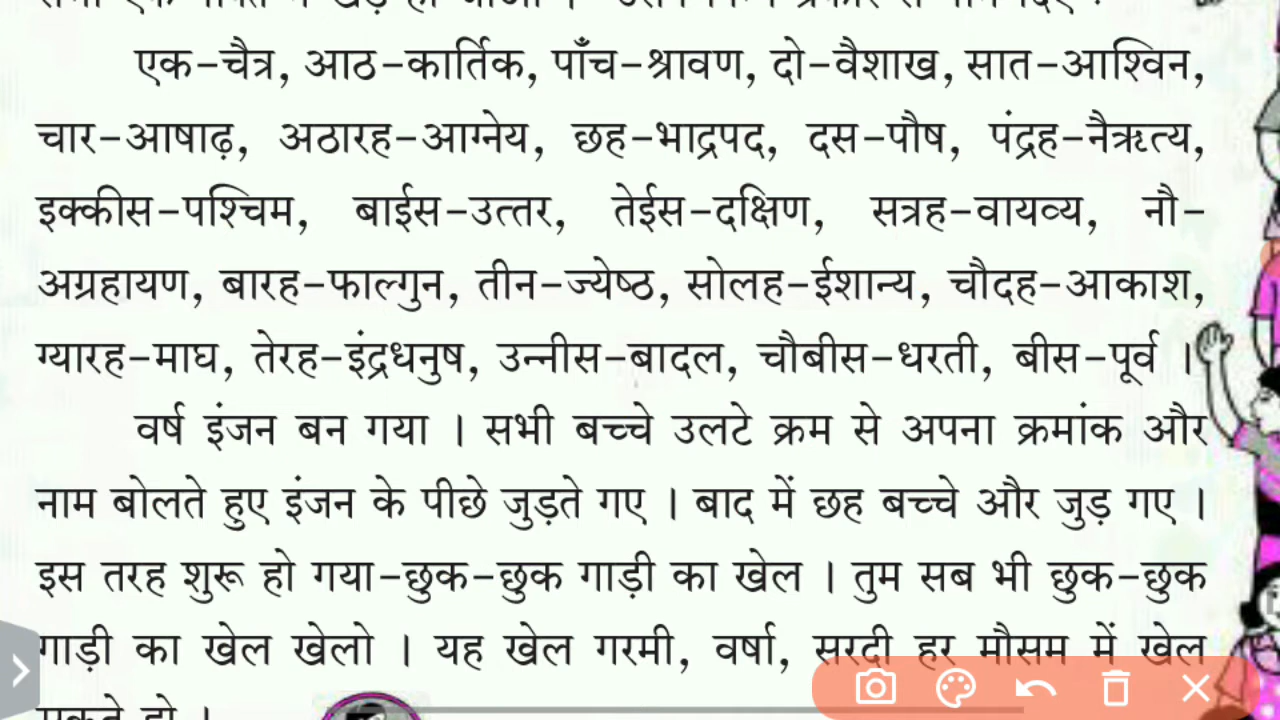 एक-चैत्र, आठ-कार्तिक, पाँच-श्रावण, दो-वैशाख, सात-आश्विन,
चार-आषाढ़, अठारह-आग्नेय, छह-भाद्रपद, दस-पौष, पंद्रह-नैऋत्य,
इक्कीस-पश्चिम, बाईस-उत्तर, तेईस-दक्षिण, सत्रह-वायव्य, नौ-
अग्रहायण, बारह-फाल्गुन, तीन-ज्येष्ठ, सोलह-ईशान्य, चौदह-आकाश,
ग्यारह-माघ, तेरह-इंद्रधनुष, उन्नीस-बादल, चौबीस-धरती, बीस-पूर्व ।
वर्ष इंजन बन गया । सभी बच्चे उलटे क्रम से अपना क्रमांक और
नाम बोलते हुए इंजन के पीछे जुड़ते गए । बाद में छह बच्चे और जुड़ गए ।
इस तरह शुरू हो गया-छुक-छुक गाड़ी का खेल । तुम सब भी छुक-छुक
गाड़ी का खेल खेलो । यह खेल गरमी, वर्षा, सरदी हर मौसम में खेल